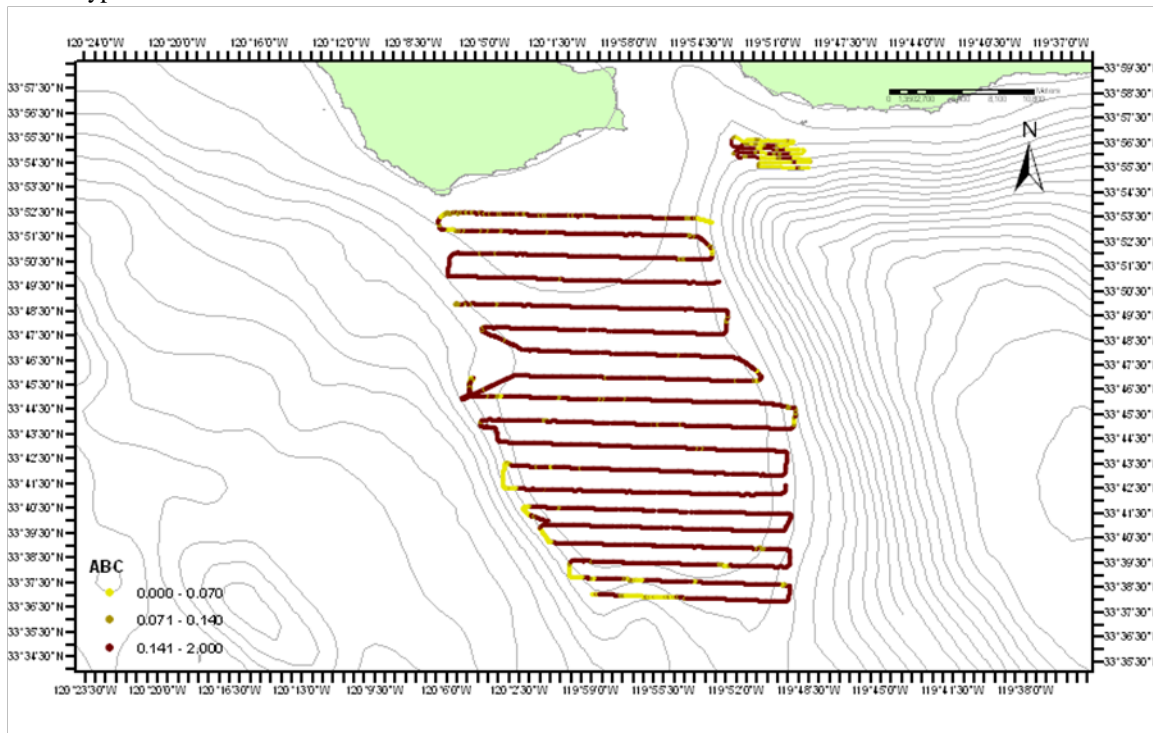 120°24'0"W 120°20'0"W 120°16'0"W 120°12'0"W 120°8'30"W 120°5'0"W 120°1'30"W 119°58'0"W 119°54'30"W 119°51'0"W 119°47'30"W 119°44'0"W 119°40'30"W 119°37'0"W
33°57'30"N
33°56'30"N
33°55'30"N
33°54'30"N
33°53'30"N
33°52'30"N
33°51'30"N
33°50'30"N
33°49'30"N
33°48'30"N
33°47'30"N
33°46'30"N
33°45'30"N
33°44'30"N
33°43'30"N
33°42'30"N
33°41'30"N
33°40'30"N
33°39'30"N
33°38'30"N
33°37'30"N
33°36'30"N
33°35'30"N
33°34'30"N
Meters
N
33°59'30"N
33°58'30"N
33°57'30"N
33°56'30"N
33°55'30"N
33°54'30"N
33°53'30"N
33°52'30"N
33°51'30"N
33°50'30"N
33°49'30"N
33°48'30"N
33°47'30"N
33°46'30"N
33°45'30"N
33°44'30"N
33°43'30"N
33°42'30"N
33°41'30"N
33°40'30"N
33°39'30"N
33°38'30"N
33°37'30"N
33°36'30"N
33°35'30"N
ABC
0.000 - 0.070
0.071 - 0.140
0.141 - 2.000
120°23'30"W 120°20'0"W 120°16'30"W 120°13'0"W 120°9'30"W 120°6'0"W 120°2'30"W 119°59'0"W 119°55'30"W 119°52'0"W 119°48'30"W 119°45'0"W 119°41'30"W 119°38'0"W